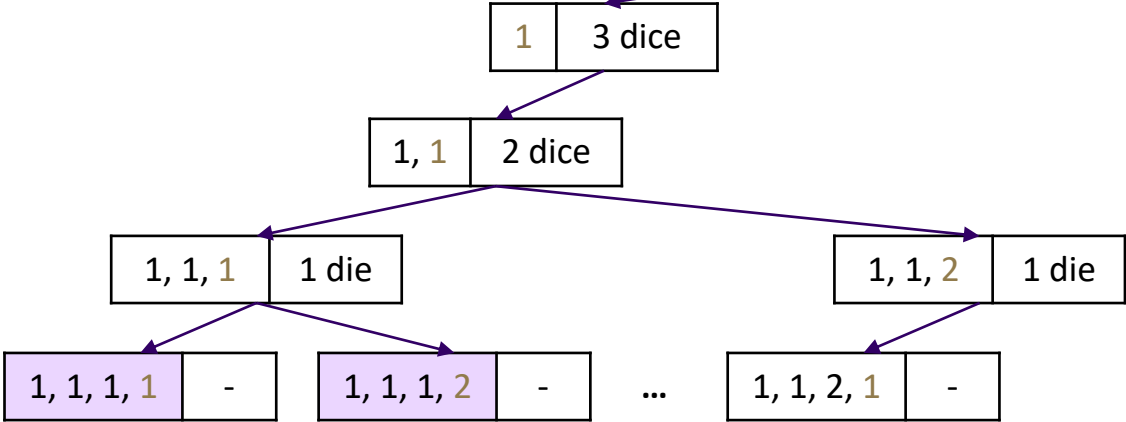 1 3 dice
1, 1 2 dice
1, 1, 1 1 die 1, 1, 2 1 die
1, 1, 1, 1 - 1, 1, 1, 2 - ... 1, 1, 2, 1 -